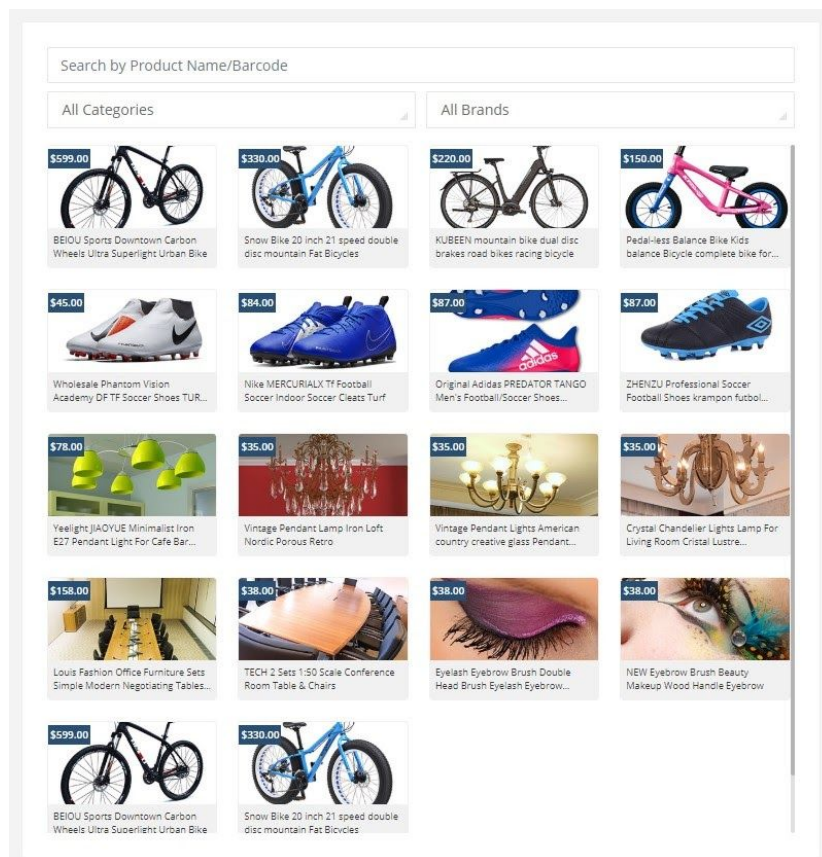 Search by Product Name/Barcode
All Categories
All Brands
$599.00
$330.00
$220.00
$150.00
BEIOU Sports Downtown Carbon
Wheels Ultra Superlight Urban Bike
Snow Bike 20 inch 21 speed double
disc mountain Fat Bicycles
KUBEEN mountain bike dual disc
brakes road bikes racing bicycle
Pedal-less Balance Bike Kids
balance Bicycle complete bike for...
$45.00
$84.00
$87.00
$87.00
adidas
Wholesale Phantom Vision
Academy DF TF Soccer Shoes TUR...
Nike MERCURIALX Tf Football
Soccer Indoor Soccer Cleats Turf
Original Adidas PREDATOR TANGO
Men's Football/Soccer Shoes...
ZHENZU Professional Soccer
Football Shoes krampon futbol...
$78.00
$35.00
$35.00
$35.00
Yeelight JIAOYUE Minimalist Iron
E27 Pendant Light For Cafe Bar...
Vintage Pendant Lamp Iron Loft
Nordic Porous Retro
Vintage Pendant Lights American
country creative glass Pendant...
Crystal Chandelier Lights Lamp For
Living Room Cristal Lustre...
$158.00
$38.00
$38.00
$38.00
Louis Fashion Office Furniture Sets
Simple Modern Negotiating Tables...
TECH 2 Sets 1:50 Scale Conference
Room Table & Chairs
Eyelash Eyebrow Brush Double
Head Brush Eyelash Eyebrow...
NEW Eyebrow Brush Beauty
Makeup Wood Handle Eyebrow
$599.00
$330.00
BEIOU Sports Downtown Carbon
Wheels Ultra Superlight Urban Bike
Snow Bike 20 inch 21 speed double
disc mountain Fat Bicycles